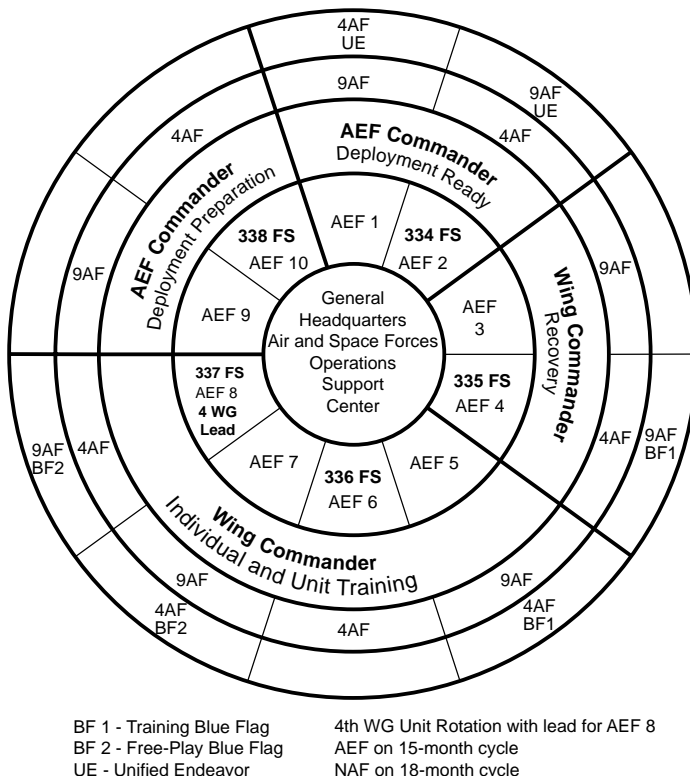 4AF
UE
9AF
UE
9AF
4AF
4AF
9AF
9AF
4AF
9AF
BF1
9AF
4AF
BF1
4AF
9AF
4AF
BF2
4AF
9AF
BF2
AEF Commander
Deployment Ready
AEF Commander
Deployment Preparation
Wing Commander
Recovery
Wing Commander
Individual and Unit Training
AEF 1
334 FS
AEF 2
AEF
3
335 FS
AEF 4
AEF 5
336 FS
AEF 6
AEF 7
337 FS
AEF 8
4 WG
Lead
AEF 9
338 FS
AEF 10
General
Headquarters
Air and Space Forces
Operations
Support
Center
BF 1 - Training Blue Flag
BF 2 - Free-Play Blue Flag
UE - Unified Endeavor
4th WG Unit Rotation with lead for AEF 8
AEF on 15-month cycle
NAF on 18-month cycle